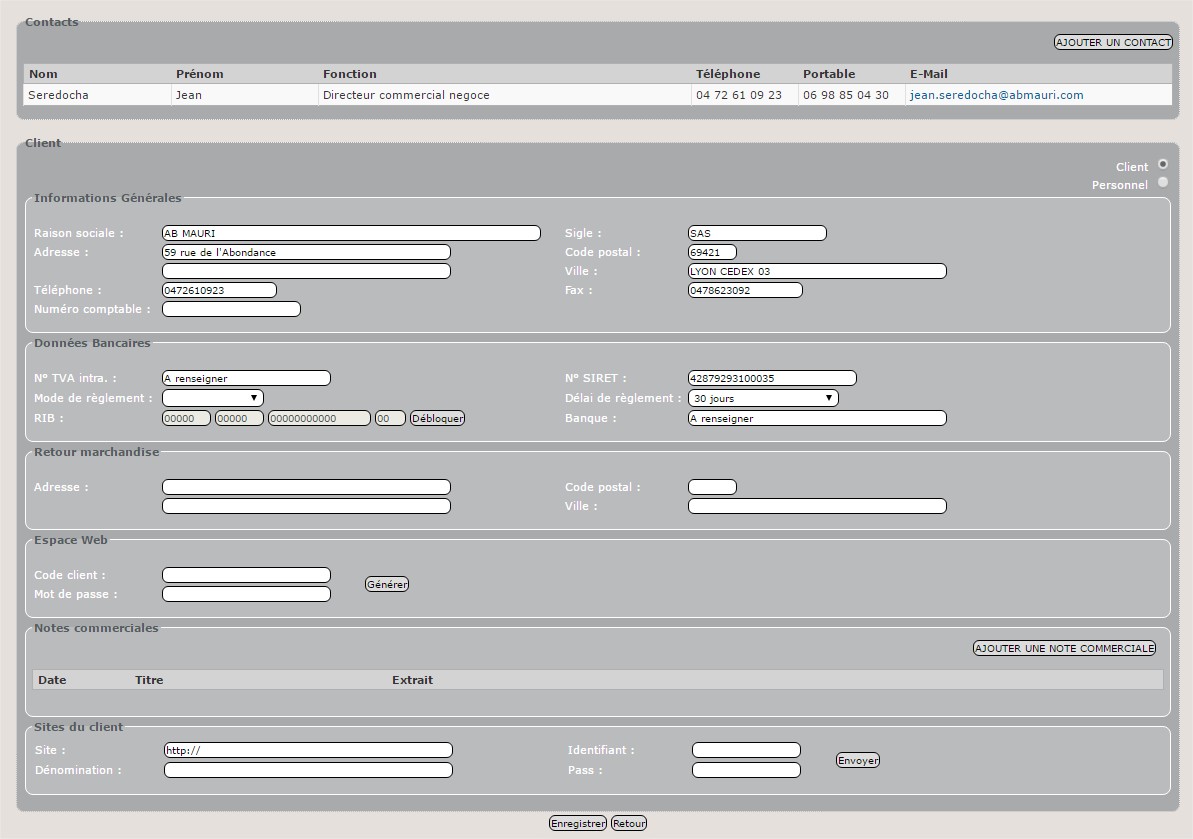 Contacts
AJOUTER UN CONTACT
Nom Prénom Fonction Téléphone Portable E-Mail
Seredocha Jean Directeur commercial negoce 04 72 61 09 23 06 98 85 04 30 jean.seredocha@abmauri.com
Client
Client
Personnel
Informations Générales
Raison sociale : AB MAURI Sigle : SAS
Adresse : 59 rue de l'Abondance Code postal : 69421
Ville : LYON CEDEX 03
Téléphone : 0472610923 Fax : 0478623092
Numéro comptable :
Données Bancaires
N° TVA intra. : A renseigner N° SIRET : 42879293100035
Mode de règlement : Délai de règlement : 30 jours
RIB : 00000 00000 00000000000 00 Débloquer Banque : A renseigner
Retour marchandise
Adresse : Code postal :
Ville :
Espace Web
Code client :
Générer
Mot de passe :
Notes commerciales
AJOUTER UNE NOTE COMMERCIALE
Date Titre Extrait
Sites du client
Site : http:// Identifiant :
Envoyer
Dénomination : Pass :
Enregistrer Retour